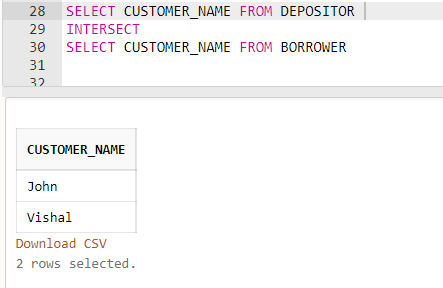 28 SELECT CUSTOMER_NAME FROM DEPOSITOR
29 INTERSECT
30 SELECT CUSTOMER_NAME FROM BORROWER
31
32
CUSTOMER_NAME
John
Vishal
Download CSV
2 rows selected.